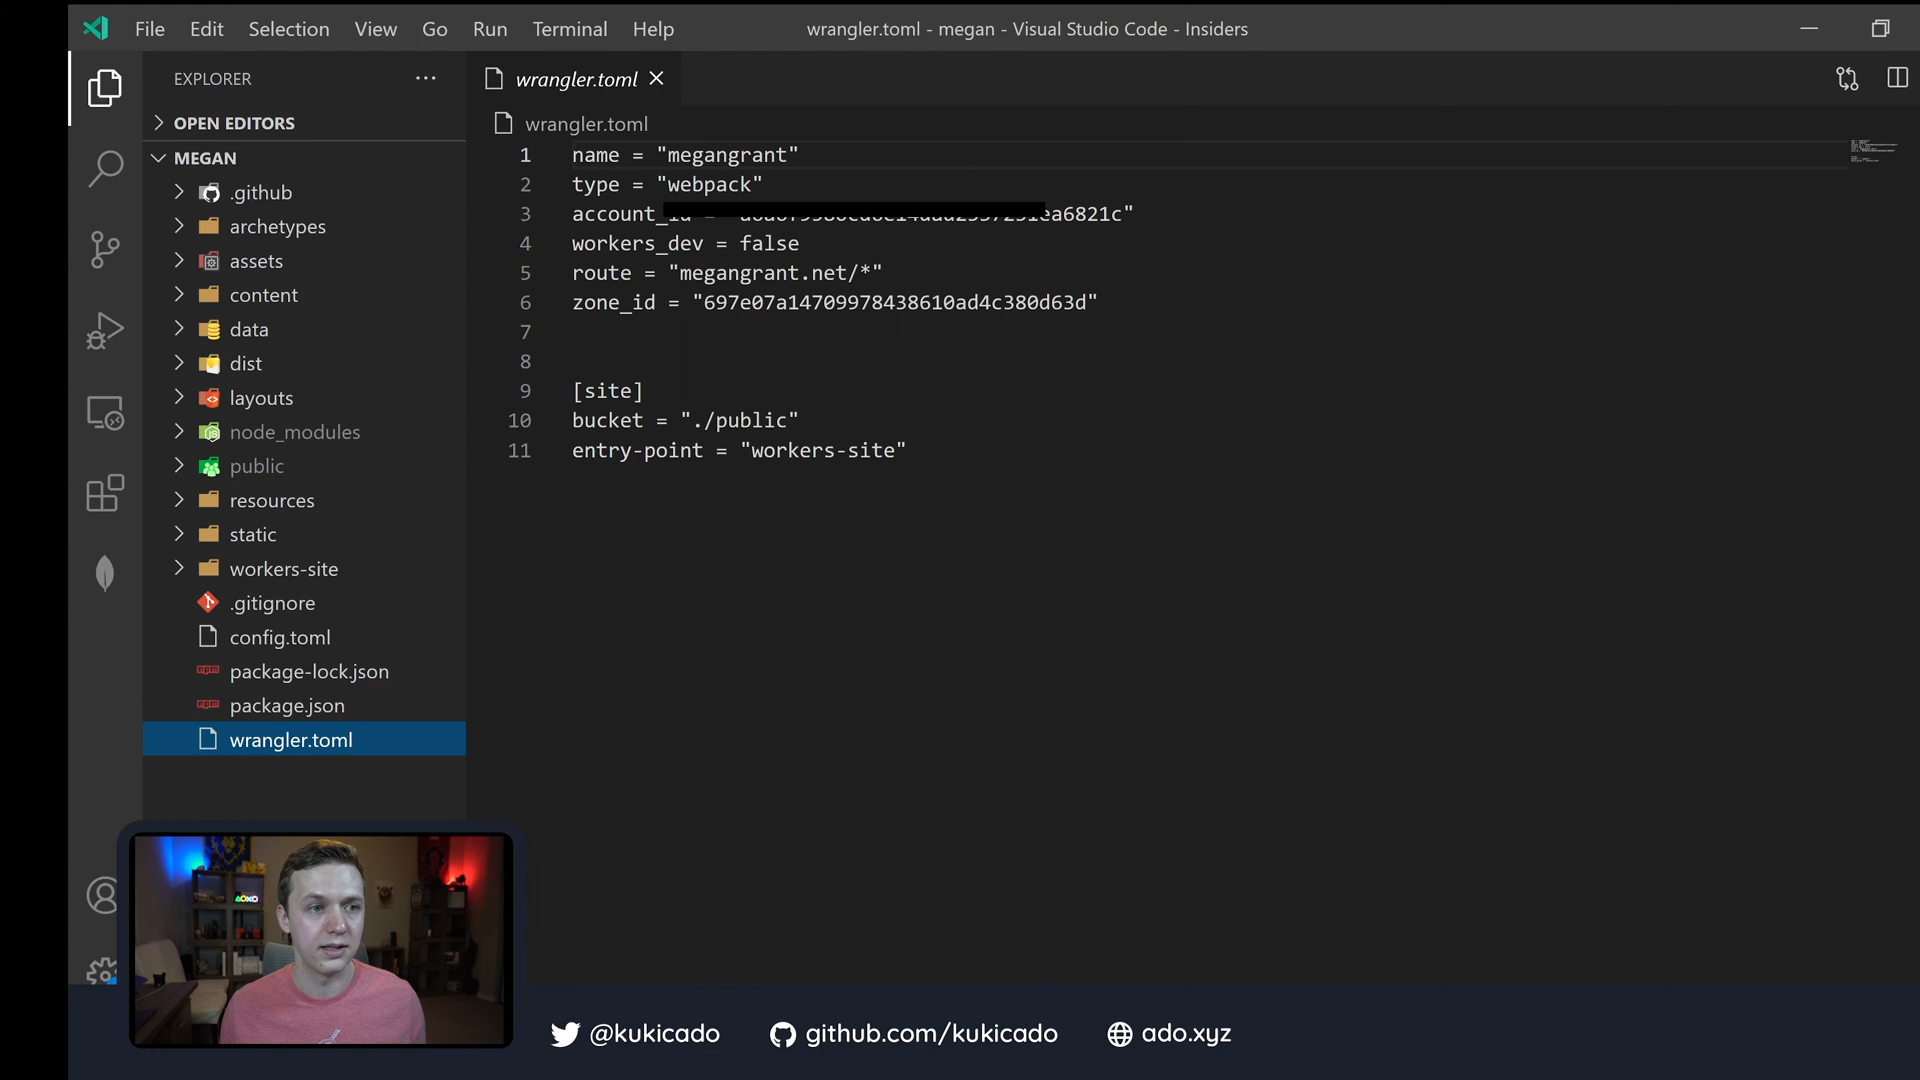 File Edit Selection View Go Run Terminal Help
wrangler.toml - megan - Visual Studio Code - Insiders
EXPLORER
OPEN EDITORS
MEGAN
.github
archetypes
assets
content
data
dist
layouts
node_modules
public
resources
static
workers-site
.gitignore
config.toml
package-lock.json
package.json
wrangler.toml
wrangler.toml
wrangler.toml
1 name = "megangrant"
2 type = "webpack"
3 account_id = ea6821c"
4 workers_dev = false
5 route = "megangrant.net/*"
6 zone_id = "697e07a14709978438610ad4c380d63d"
7
8
9 [site]
10 bucket = "./public"
11 entry-point = "workers-site"
@kukicado
github.com/kukicado
ado.xyz